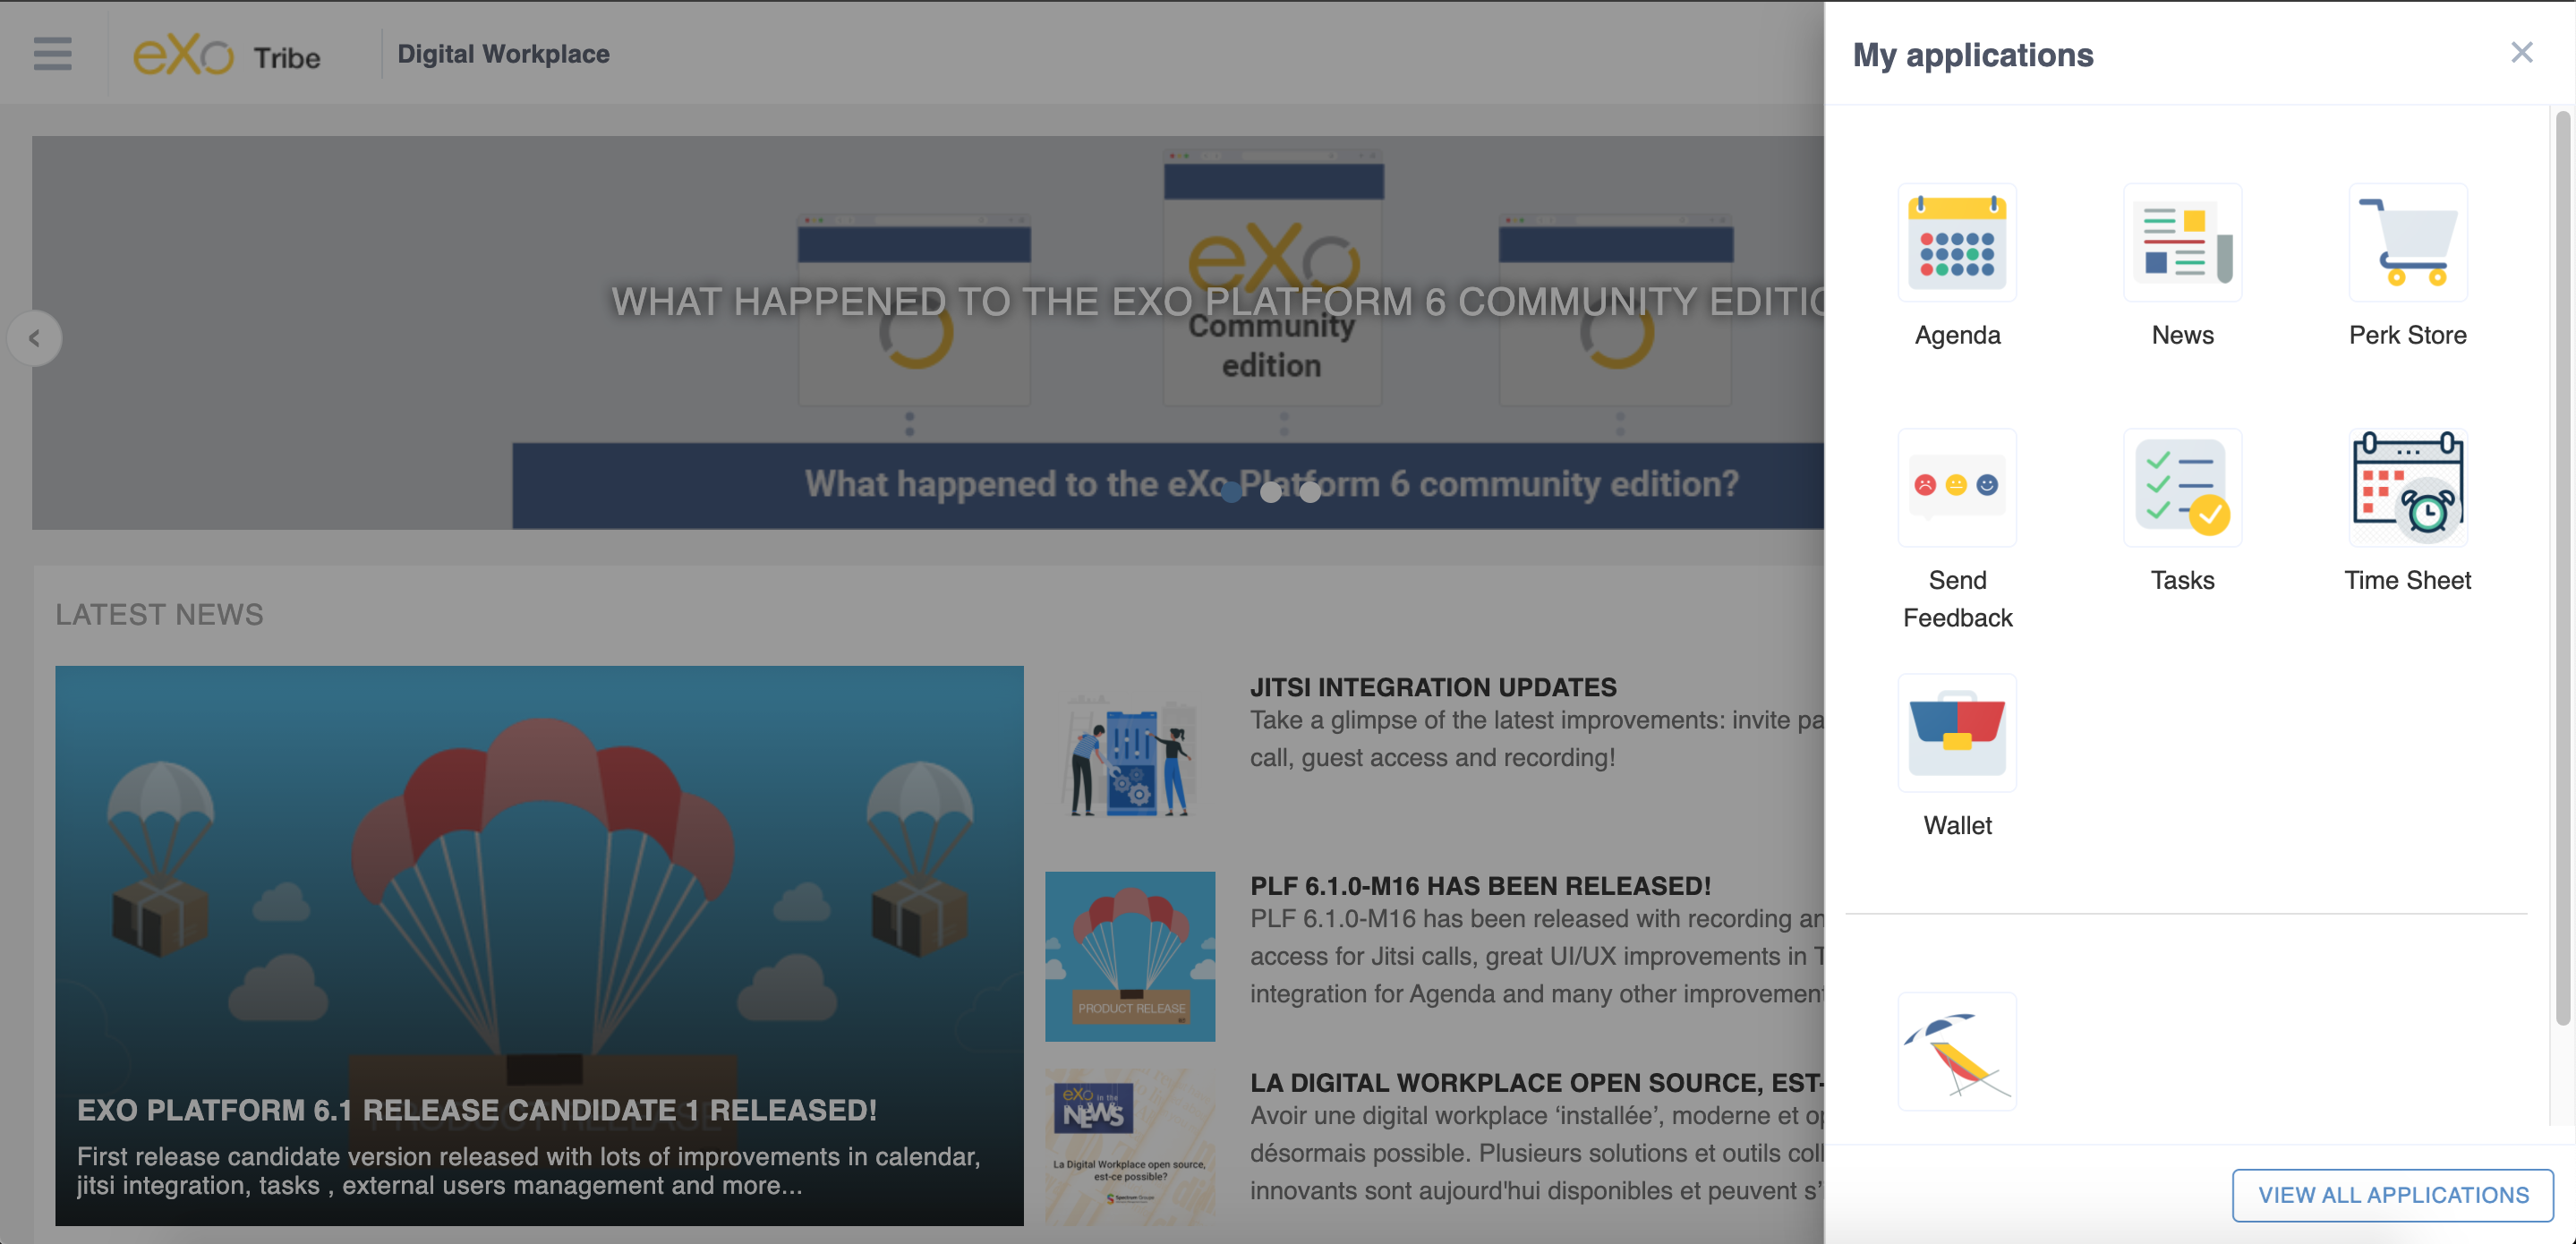 eXo Tribe
Digital Workplace
eXo
Community
edition
WHAT HAPPENED TO THE EXO PLATFORM 6 COMMUNITY EDITIO
What happened to the eXo Platform 6 community edition?
LATEST NEWS
EXO PLATFORM 6.1 RELEASE CANDIDATE 1 RELEASED!
First release candidate version released with lots of improvements in calendar,
jitsi integration, tasks , external users management and more...
JITSI INTEGRATION UPDATES
Take a glimpse of the latest improvements: invite pa
call, guest access and recording!
PRODUCT RELEASE
PLF 6.1.0-M16 HAS BEEN RELEASED!
PLF 6.1.0-M16 has been released with recording an
access for Jitsi calls, great UI/UX improvements in T
integration for Agenda and many other improvement
eXo in the
NEWS
La Digital Workplace open source,
est-ce possible?
LA DIGITAL WORKPLACE OPEN SOURCE, EST-
Avoir une digital workplace ‘installée’, moderne et op
désormais possible. Plusieurs solutions et outils coll
innovants sont aujourd'hui disponibles et peuvent s’
My applications
Agenda
News
Perk Store
Send
Feedback
Tasks
Time Sheet
Wallet
VIEW ALL APPLICATIONS